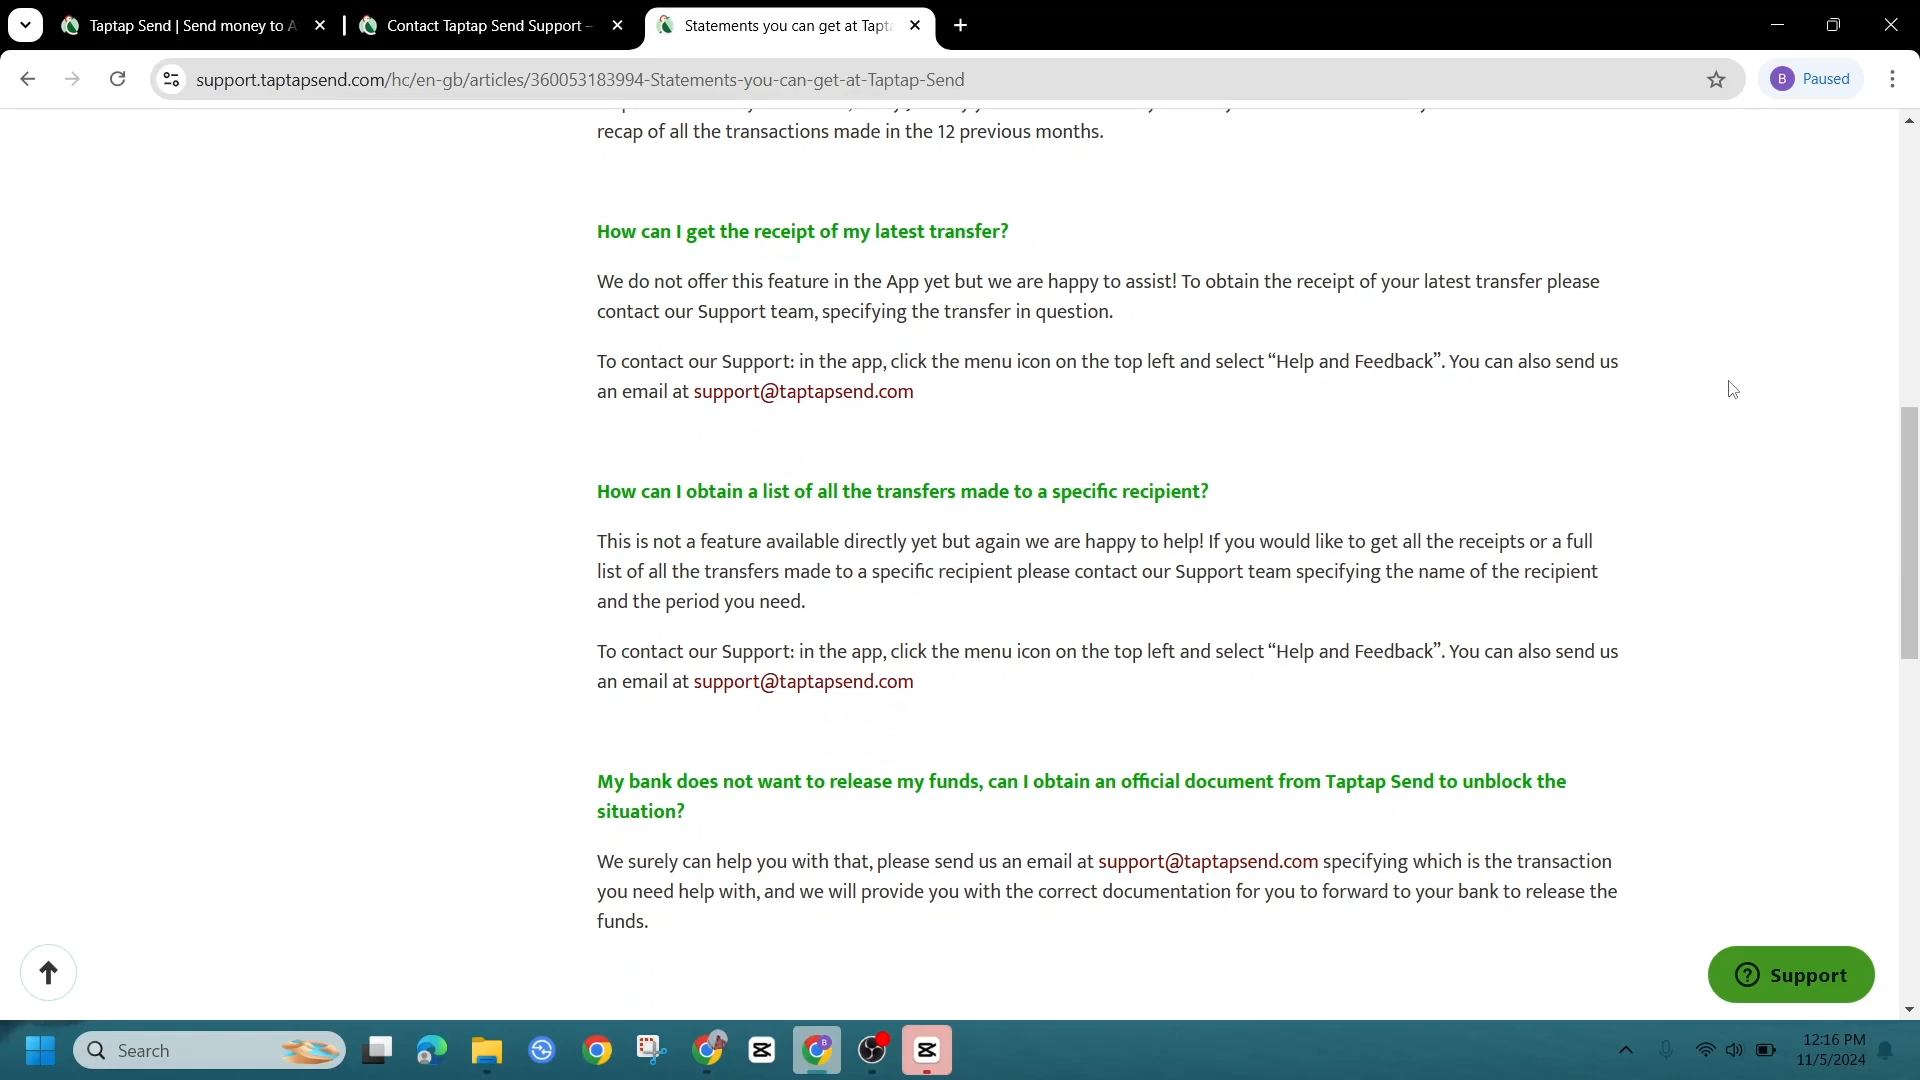 Taptap Send | Send money to A
Contact Taptap Send Support –
Statements you can get at Tapta
support.taptapsend.com/hc/en-gb/articles/360053183994-Statements-you-can-get-at-Taptap-Send
B Paused
recap of all the transactions made in the 12 previous months.
How can I get the receipt of my latest transfer?
We do not offer this feature in the App yet but we are happy to assist! To obtain the receipt of your latest transfer please
contact our Support team, specifying the transfer in question.
To contact our Support: in the app, click the menu icon on the top left and select “Help and Feedback”. You can also send us
an email at support@taptapsend.com
How can I obtain a list of all the transfers made to a specific recipient?
This is not a feature available directly yet but again we are happy to help! If you would like to get all the receipts or a full
list of all the transfers made to a specific recipient please contact our Support team specifying the name of the recipient
and the period you need.
To contact our Support: in the app, click the menu icon on the top left and select “Help and Feedback”. You can also send us
an email at support@taptapsend.com
My bank does not want to release my funds, can I obtain an official document from Taptap Send to unblock the
situation?
We surely can help you with that, please send us an email at support@taptapsend.com specifying which is the transaction
you need help with, and we will provide you with the correct documentation for you to forward to your bank to release the
funds.
Support
Search
12:16 PM
11/5/2024